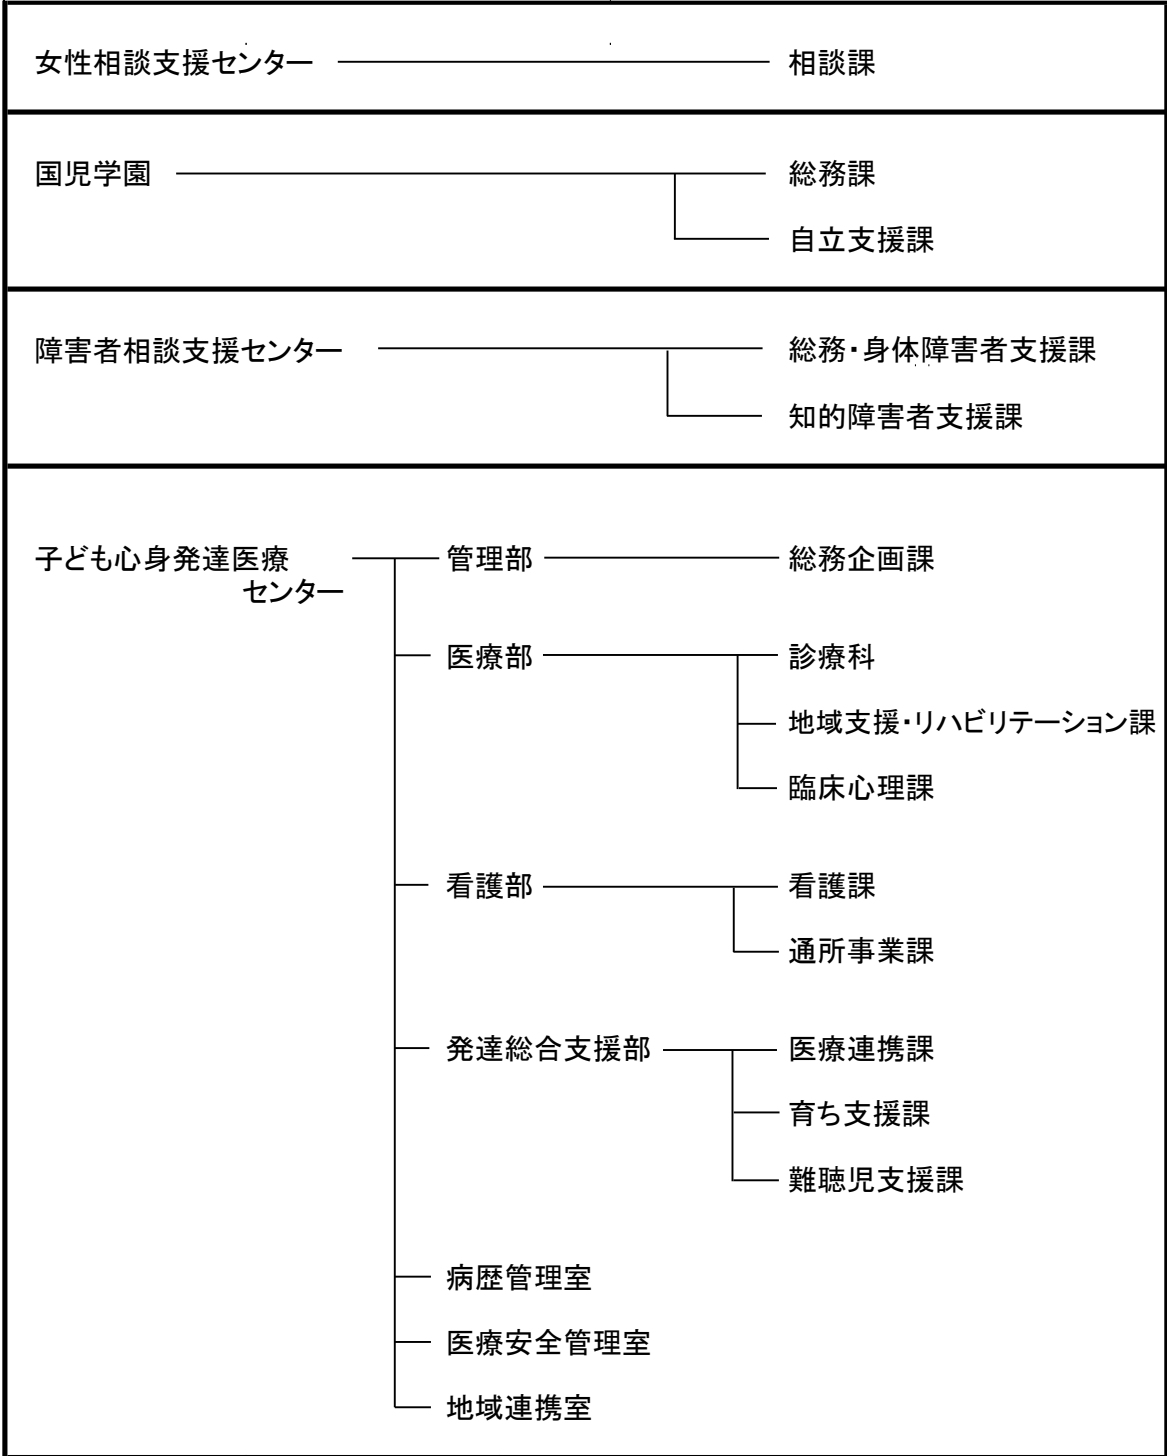 女性相談支援センター 相談課
国児学園 総務課
自立支援課
障害者相談支援センター 総務・身体障害者支援課
知的障害者支援課
子ども心身発達医療 管理部 総務企画課
センター
医療部 診療科
地域支援・リハビリテーション課
臨床心理課
看護部 看護課
通所事業課
発達総合支援部 医療連携課
育ち支援課
難聴児支援課
病歴管理室
医療安全管理室
地域連携室